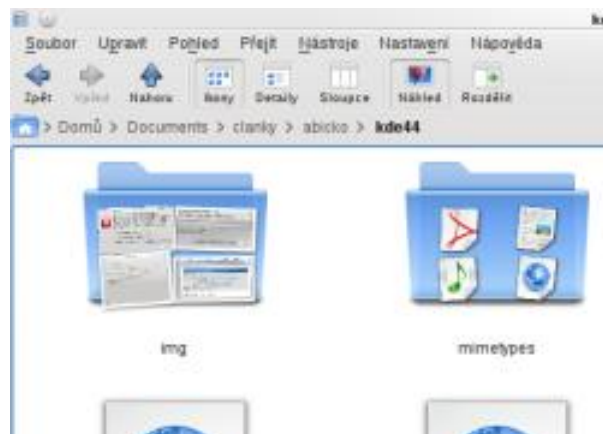 kd
Soubor Upravit Pohled Přejít Nástroje Nastavení Nápověda
Zpět Vpřed Nahoru Ikony Detaily Sloupce Náhled Rozdělit
> Domů > Documents > clanky > abicko > kde44
img mimetypes